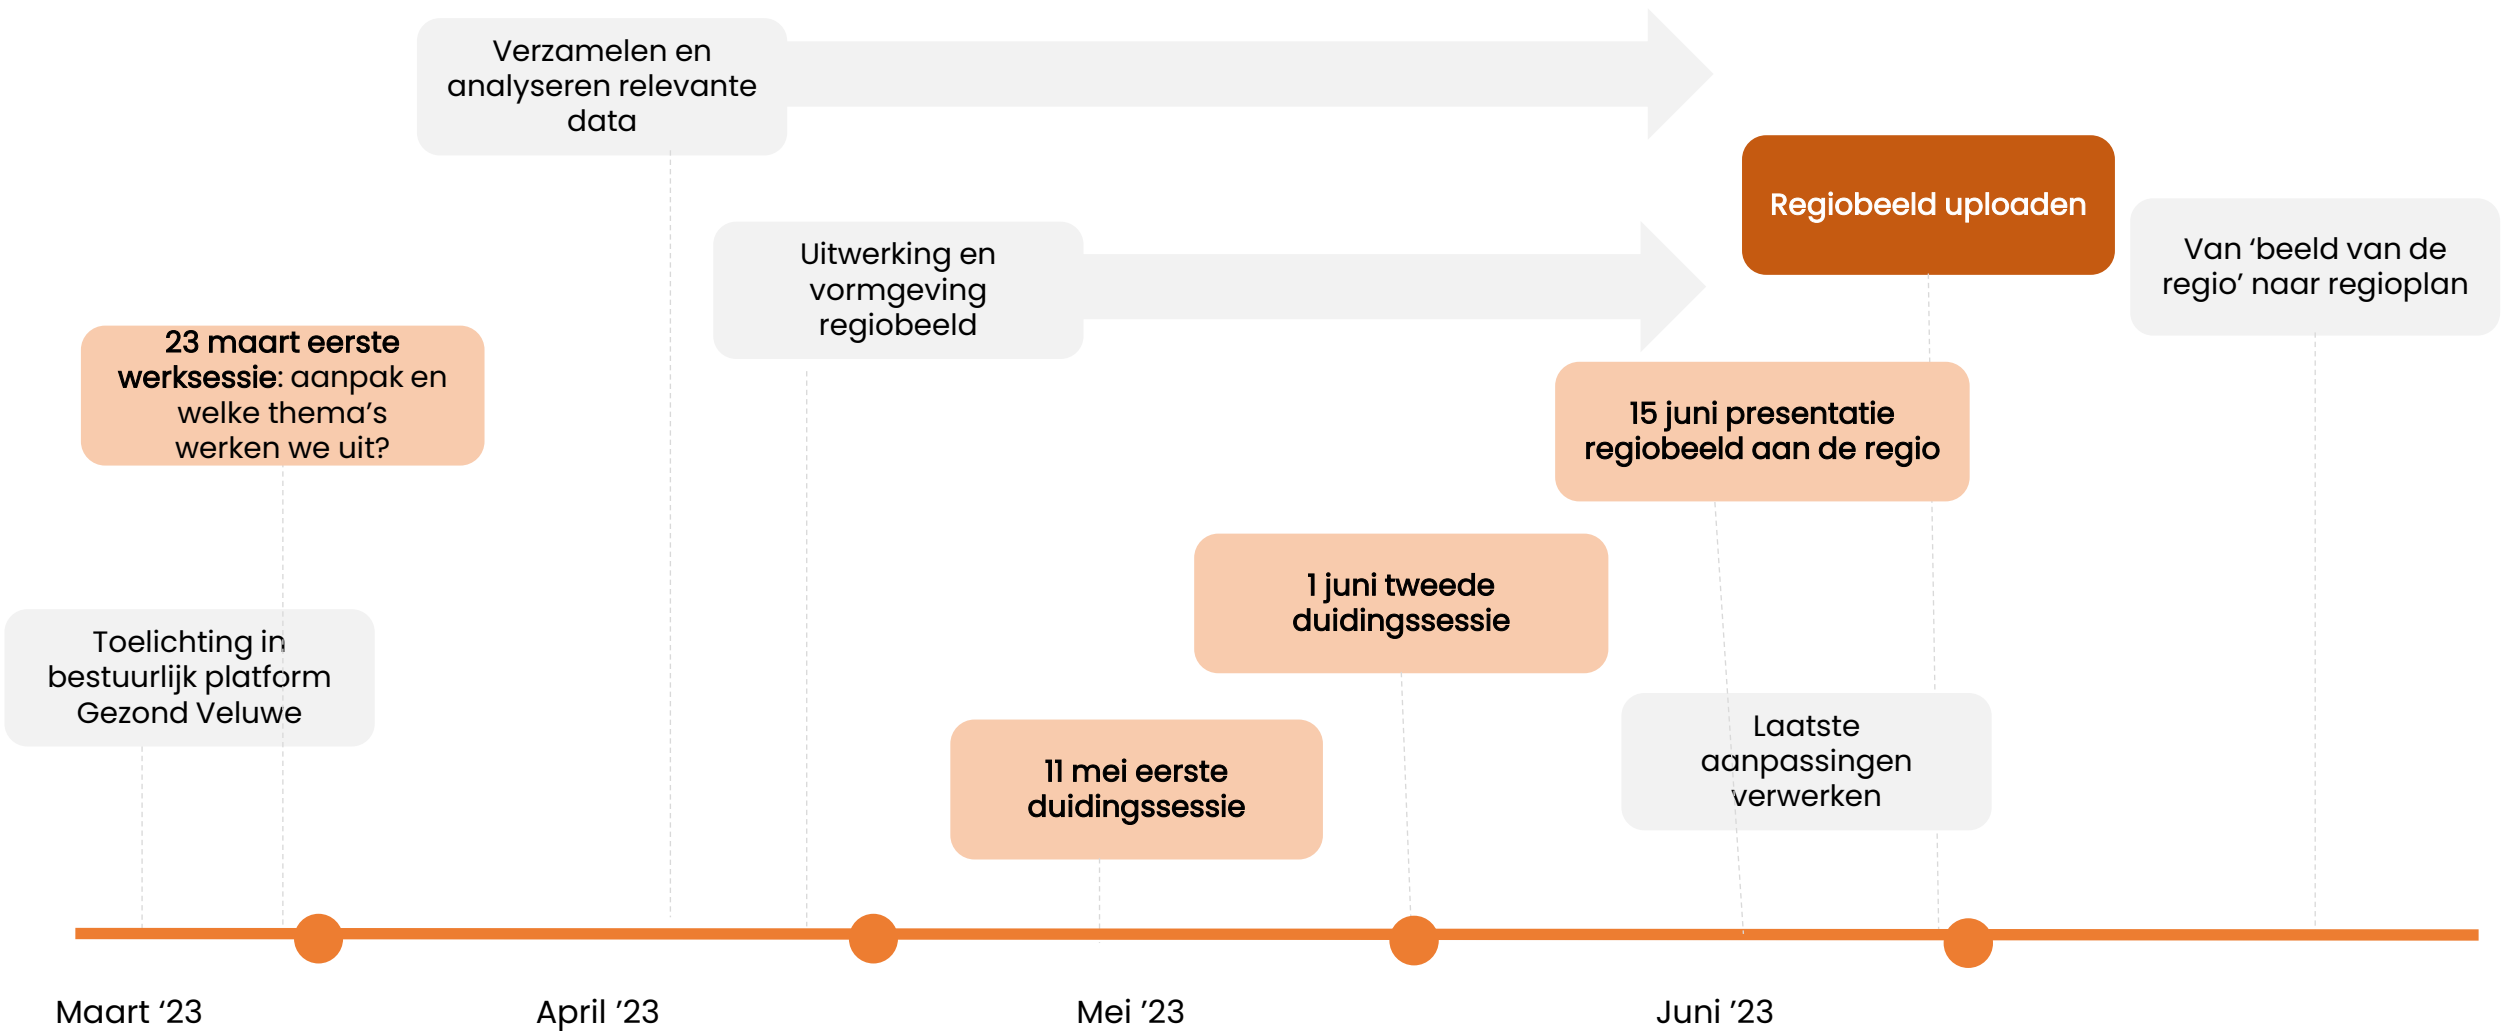 Verzamelen en
analyseren relevante
data
Regiobeeld uploaden
Uitwerking en
vormgeving
regiobeeld
Van ‘beeld van de
regio’ naar regioplan
23 maart eerste
werksessie: aanpak en
welke thema’s
werken we uit?
15 juni presentatie
regiobeeld aan de regio
1 juni tweede
duidingssessie
Toelichting in
bestuurlijk platform
Gezond Veluwe
11 mei eerste
duidingssessie
Laatste
aanpassingen
verwerken
Maart ‘23
April ’23
Mei ’23
Juni ’23